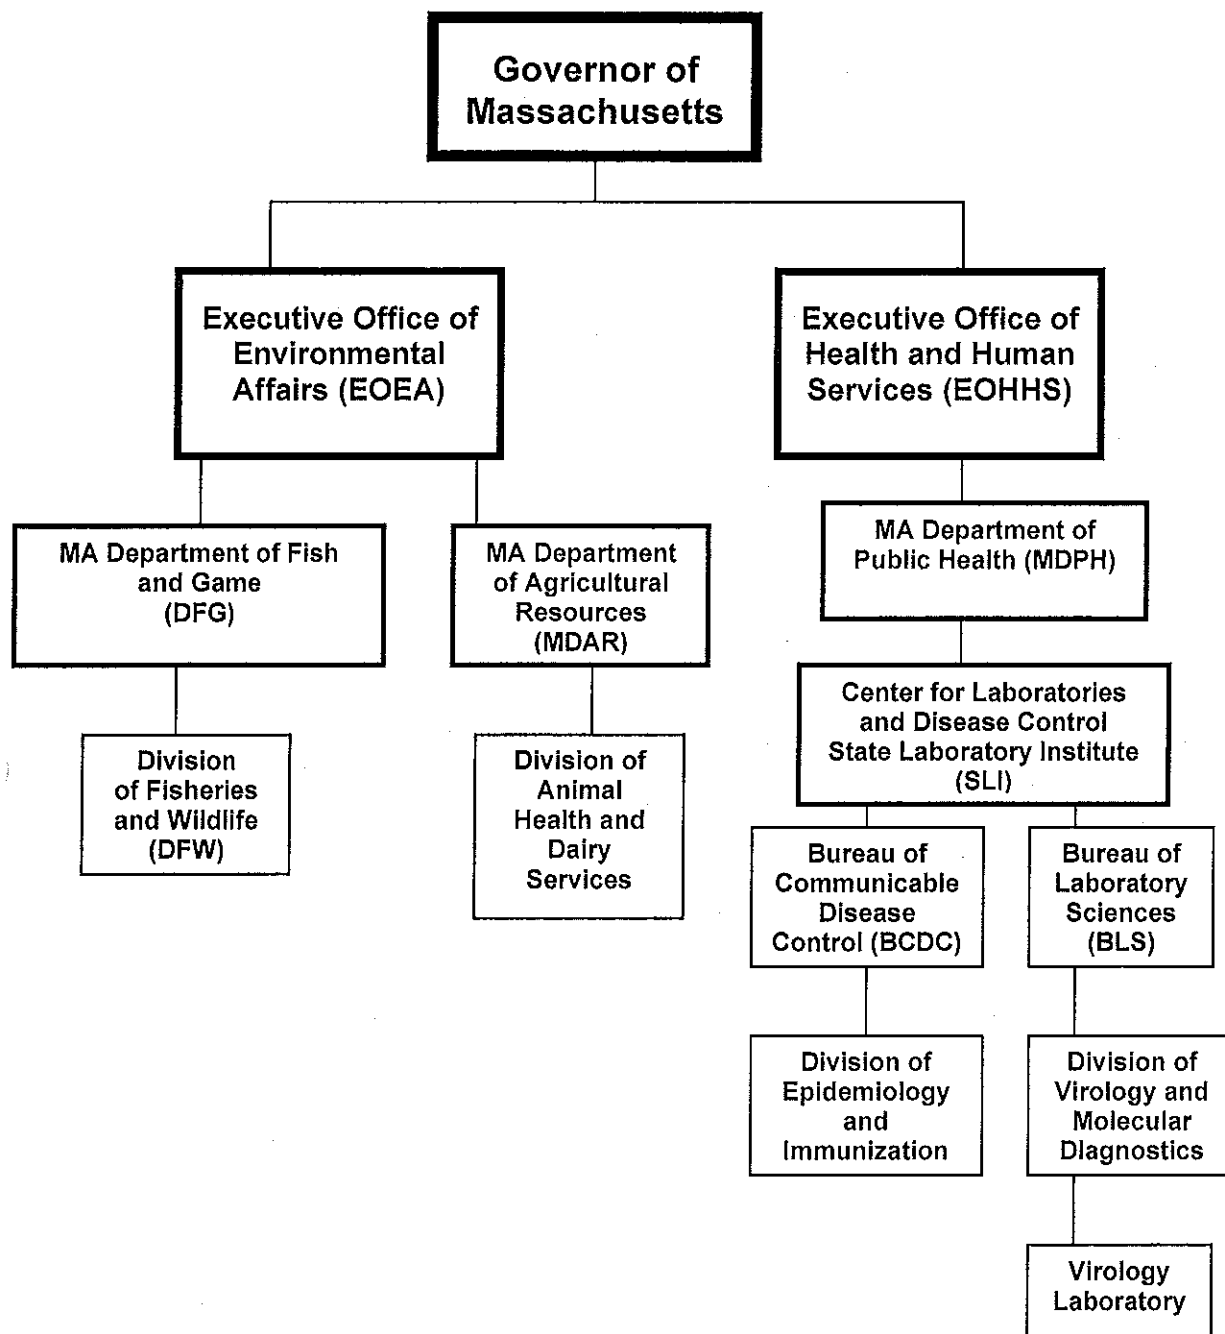 Governor of
Massachusetts
Executive Office of
Environmental
Affairs (EOEA)
Executive Office of
Health and Human
Services (EOHHS)
MA Department of Fish
and Game
(DFG)
MA Department
of Agricultural
Resources
(MDAR)
MA Department of
Public Health (MDPH)
Center for Laboratories
and Disease Control
State Laboratory Institute
(SLI)
Division
of Fisheries
and Wildlife
(DFW)
Division of
Animal
Health and
Dairy
Services
Bureau of
Communicable
Disease
Control (BCDC)
Bureau of
Laboratory
Sciences
(BLS)
Division of
Epidemiology
and
Immunization
Division of
Virology and
Molecular
Diagnostics
Virology
Laboratory